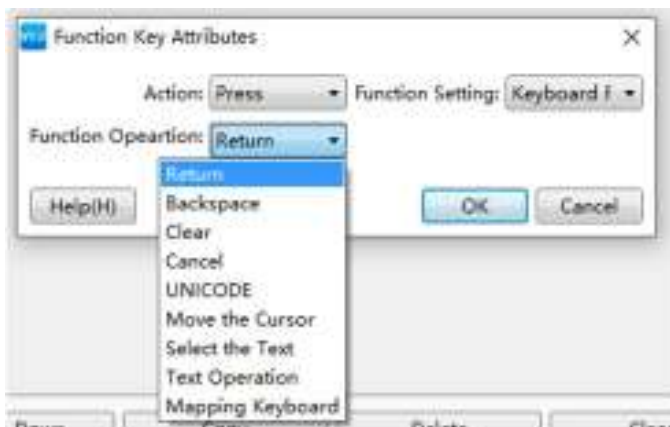 Function Key Attributes
Action: Press Function Setting: Keyboard F
Function Opeartion: Return
Return
Backspace
Help(H) OK Cancel
Clear
Cancel
UNICODE
Move the Cursor
Select the Text
Text Operation
Mapping Keyboard